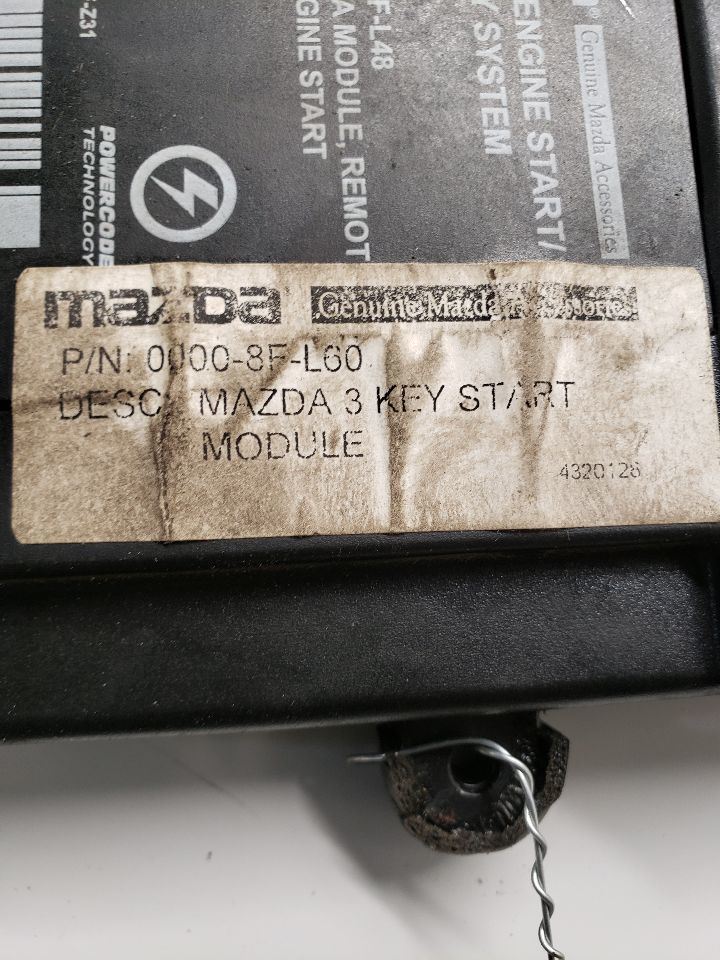 mazda Genuine Mazda Accessories
P/N: 0000-8F-L60
DESC: MAZDA 3 KEY START
MODULE
4320128
Genuine Mazda Accessories
ENGINE START/
Y SYSTEM
F-L48
A MODULE, REMOT
GINE START
POWERCODE
TECHNOLOGY
-Z31